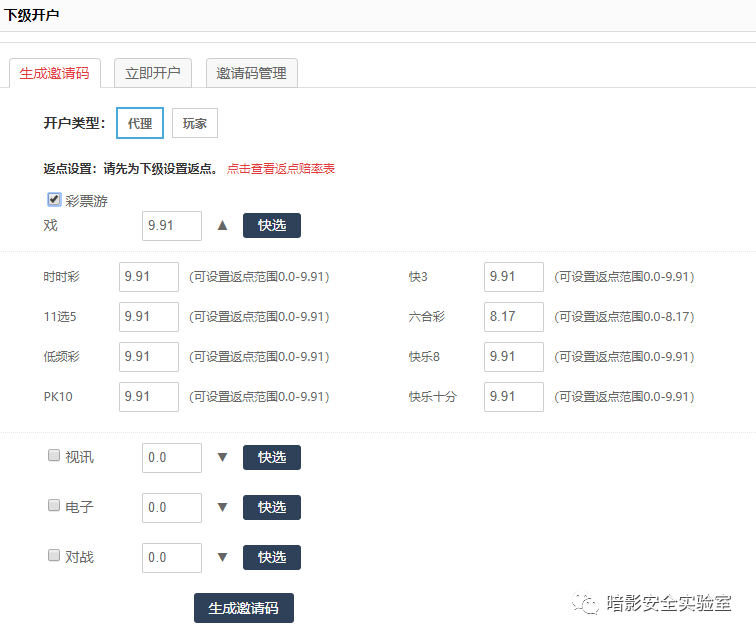 下级开户
生成邀请码 立即开户 邀请码管理
开户类型： 代理 玩家
返点设置：请先为下级设置返点。 点击查看返点赔率表
彩票游
戏 9.91 ▲ 快选
时时彩 9.91 (可设置返点范围0.0-9.91) 快3 9.91 (可设置返点范围0.0-9.91)
11选5 9.91 (可设置返点范围0.0-9.91) 六合彩 8.17 (可设置返点范围0.0-8.17)
低频彩 9.91 (可设置返点范围0.0-9.91) 快乐8 9.91 (可设置返点范围0.0-9.91)
PK10 9.91 (可设置返点范围0.0-9.91) 快乐十分 9.91 (可设置返点范围0.0-9.91)
视讯 0.0 ▼ 快选
电子 0.0 ▼ 快选
对战 0.0 ▼ 快选
生成邀请码
暗影安全实验室